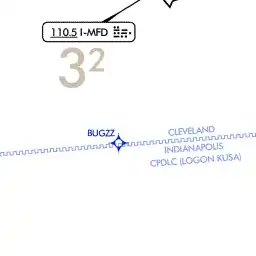 110.5 I-MFD
3²
BUGZZ
CLEVELAND
INDIANAPOLIS
CPDLC (LOGON KUSA)